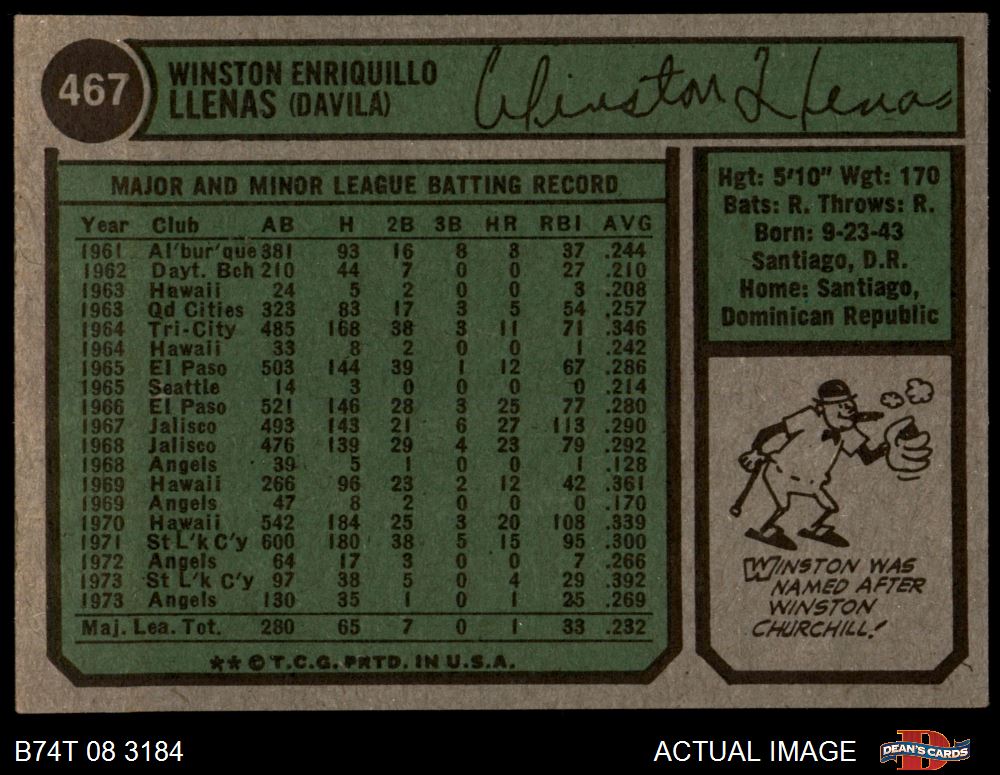 467
WINSTON ENRIQUILLO
LLENAS (DAVILA)
Winston Llenas
MAJOR AND MINOR LEAGUE BATTING RECORD
Year Club AB H 2B 3B HR RBI AVG
1961 Al'bur'que 381 93 16 8 8 37 .244
1962 Dayt. Bch 210 44 7 0 0 27 .210
1963 Hawaii 24 5 2 0 0 3 .208
1963 Qd Cities 323 83 17 3 5 54 .257
1964 Tri-City 485 168 38 3 11 71 .346
1964 Hawaii 33 8 2 0 0 1 .242
1965 El Paso 503 144 39 1 12 67 .286
1965 Seattle 14 3 0 0 0 0 .214
1966 El Paso 521 146 28 3 25 77 .280
1967 Jalisco 493 143 21 6 27 113 .290
1968 Jalisco 476 139 29 4 23 79 .292
1968 Angels 39 5 1 0 0 1 .128
1969 Hawaii 266 96 23 2 12 42 .361
1969 Angels 47 8 2 0 0 0 .170
1970 Hawaii 542 184 25 3 20 108 .339
1971 St L'k C'y 600 180 38 5 15 95 .300
1972 Angels 64 17 3 0 0 7 .266
1973 St L'k C'y 97 38 5 0 4 29 .392
1973 Angels 130 35 1 0 1 25 .269
Maj. Lea. Tot. 280 65 7 0 1 33 .232
** © T.C.G. PRTD. IN U.S.A.
Hgt: 5'10" Wgt: 170
Bats: R. Throws: R.
Born: 9-23-43
Santiago, D.R.
Home: Santiago,
Dominican Republic
WINSTON WAS
NAMED AFTER
WINSTON
CHURCHILL!
B74T 08 3184
ACTUAL IMAGE
D
DEAN'S CARDS